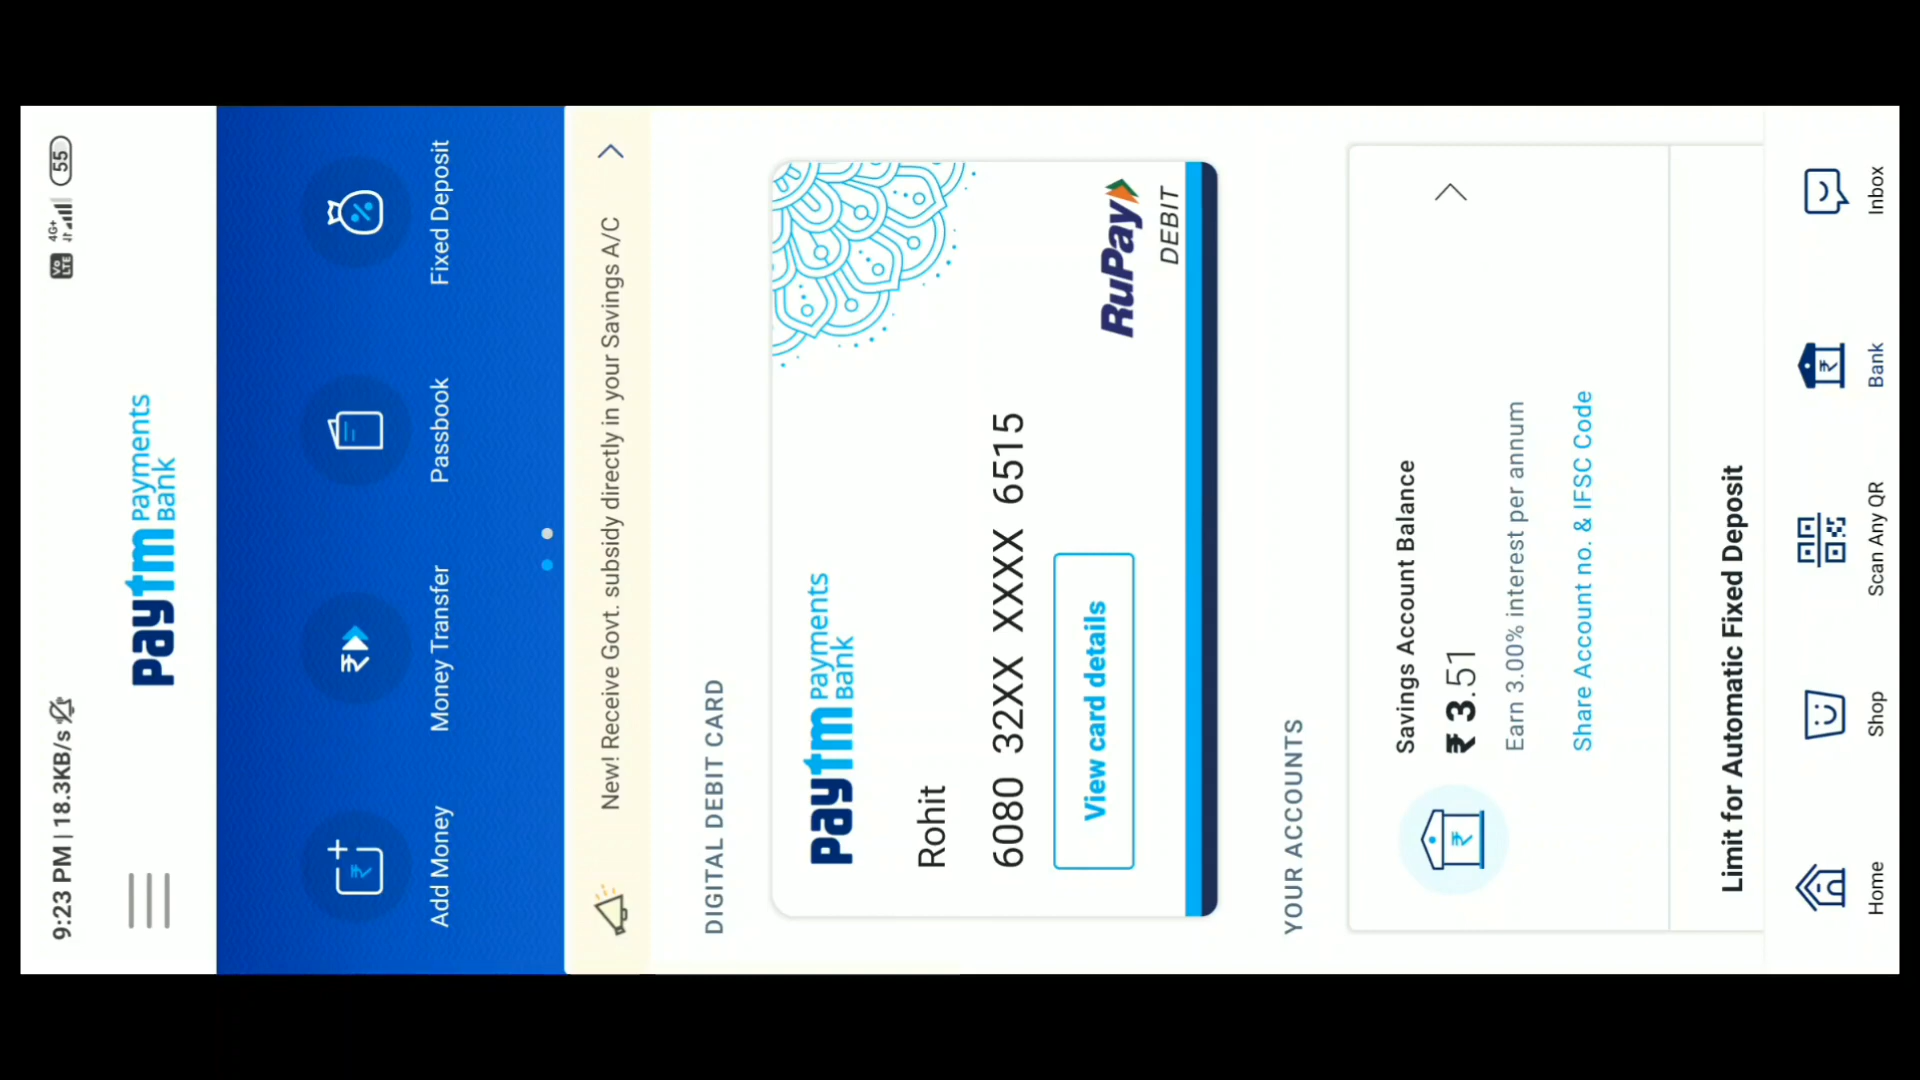 9:23 PM | 18.3KB/s
Vo LTE 4G+ 55
paytm Payments Bank
Add Money
Money Transfer
Passbook
Fixed Deposit
New! Receive Govt. subsidy directly in your Savings A/C
DIGITAL DEBIT CARD
paytm Payments Bank
Rohit
6080 32XX XXXX 6515
View card details
RuPay
DEBIT
YOUR ACCOUNTS
Savings Account Balance
₹ 3.51
Earn 3.00% interest per annum
Share Account no. & IFSC Code
Limit for Automatic Fixed Deposit
Home
Shop
Scan Any QR
Bank
Inbox